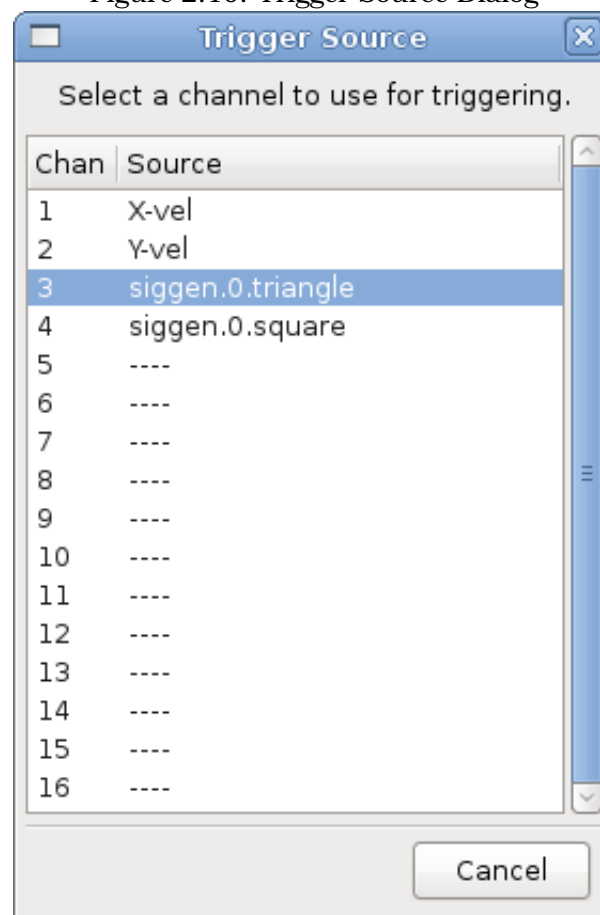 Figure 2.10: Trigger Source Dialog
Trigger Source
Select a channel to use for triggering.
Chan Source
1 X-vel
2 Y-vel
3 siggen.0.triangle
4 siggen.0.square
5 ----
6 ----
7 ----
8 ----
9 ----
10 ----
11 ----
12 ----
13 ----
14 ----
15 ----
16 ----
Cancel